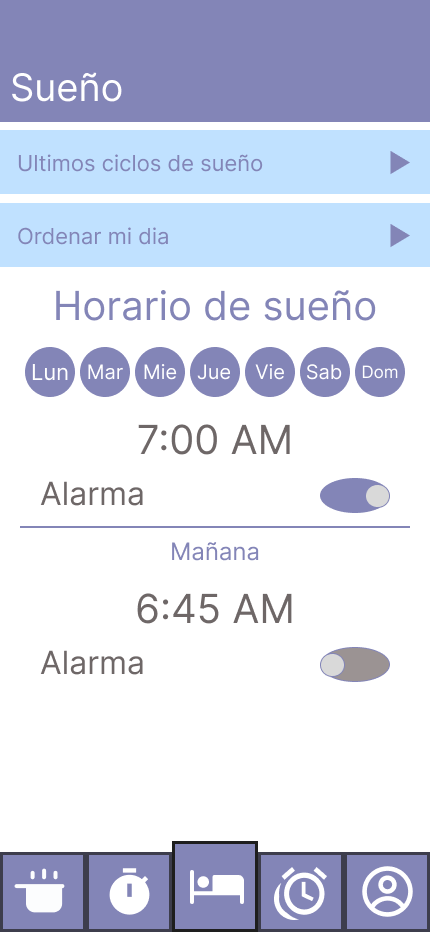 Sueño
Ultimos ciclos de sueño
Ordenar mi dia
Horario de sueño
Lun Mar Mie Jue Vie Sab Dom
7:00 AM
Alarma
Mañana
6:45 AM
Alarma